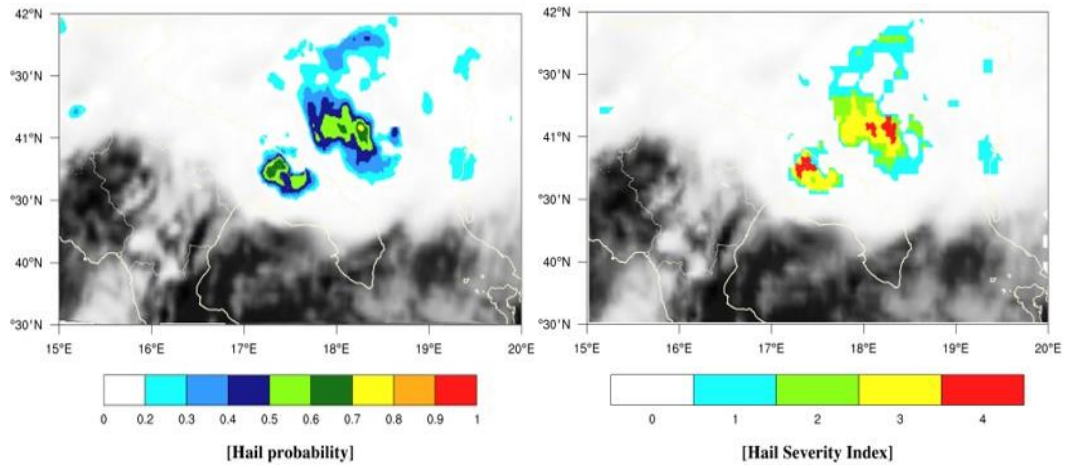 42°N 42°N
°30'N °30'N
41°N 41°N
°30'N °30'N
40°N 40°N
°30'N °30'N
15°E 16°E 17°E 18°E 19°E 20°E 15°E 16°E 17°E 18°E 19°E 20°E
0 0.2 0.3 0.4 0.5 0.6 0.7 0.8 0.9 1 0 1 2 3 4
[Hail probability] [Hail Severity Index]